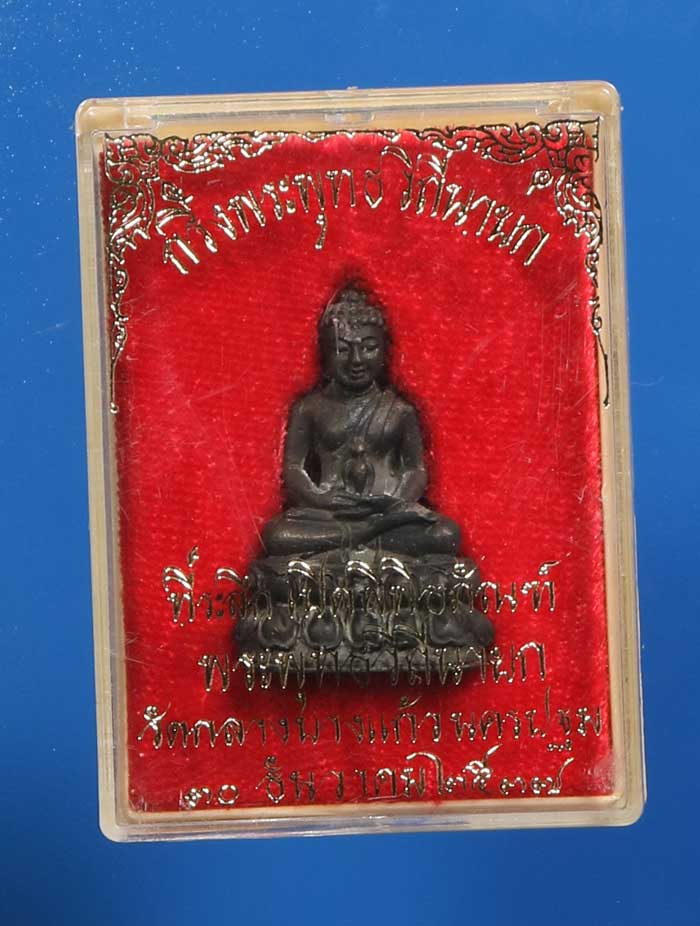 กริ่งพระพุทธวิถีนายก
ที่ระลึก เปิดพิพิธภัณฑ์
พระพุทธวิถีนายก
วัดกลางบางแก้วนครปฐม
๓๐ ธันวาคม ๒๕๓๗